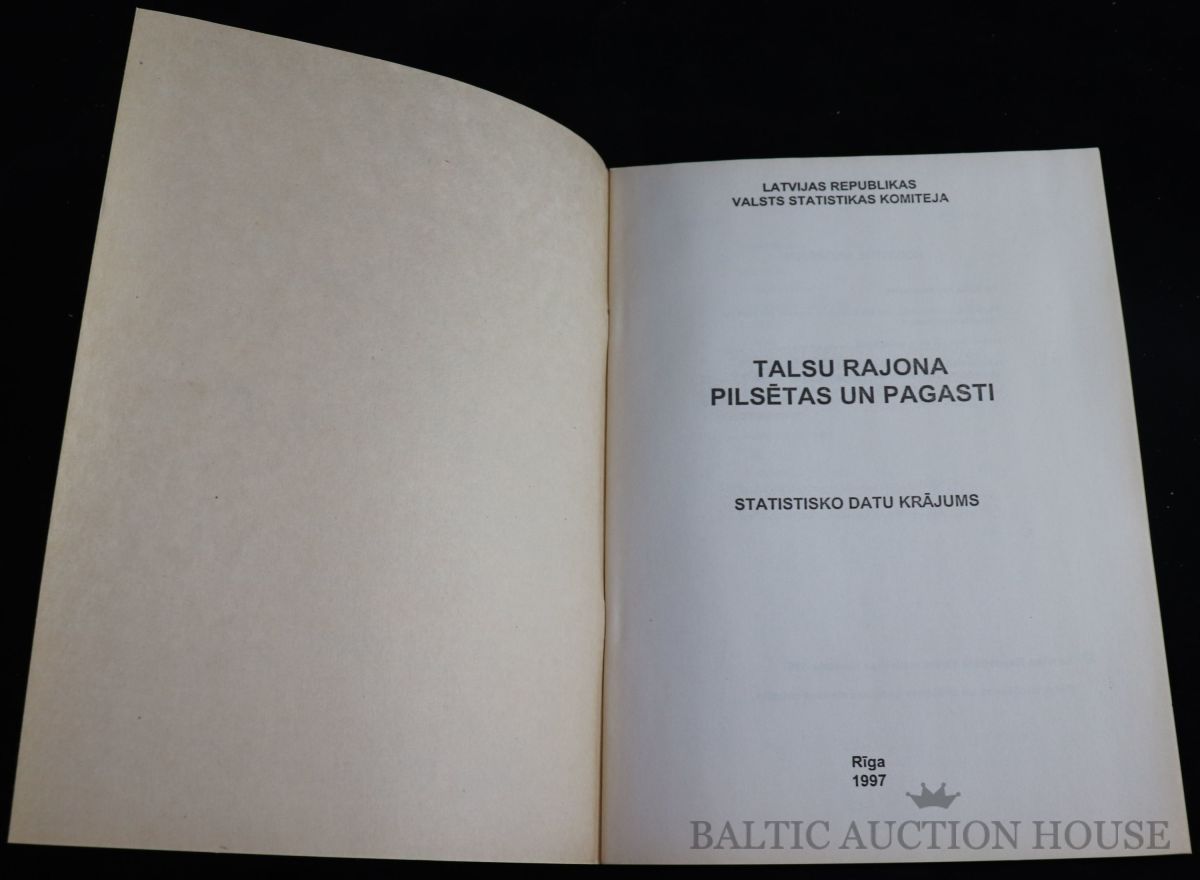 LATVIJAS REPUBLIKAS
VALSTS STATISTIKAS KOMITEJA
TALSU RAJONA
PILSĒTAS UN PAGASTI
STATISTISKO DATU KRĀJUMS
Rīga
1997
BALTIC AUCTION HOUSE